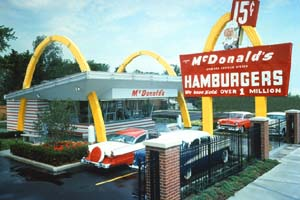 15¢
McDonald's
HAMBURGERS
We Have Sold OVER 1 MILLION
McDonald's